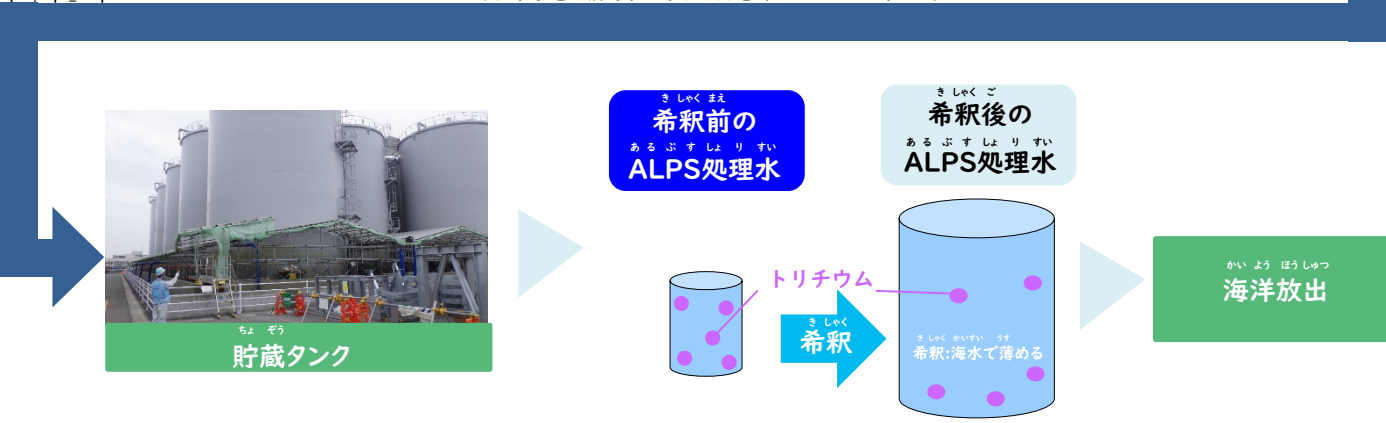 き しゃく まえ
希釈前の
あ る ぷ す しょ り すい
ALPS処理水
き しゃく ご
希釈後の
あ る ぷ す しょ り すい
ALPS処理水
トリチウム
き しゃく
希釈
き しゃく かいすい うす
希釈:海水で薄める
かい よう ほうしゅつ
海洋放出
ちょ ぞう
貯蔵タンク